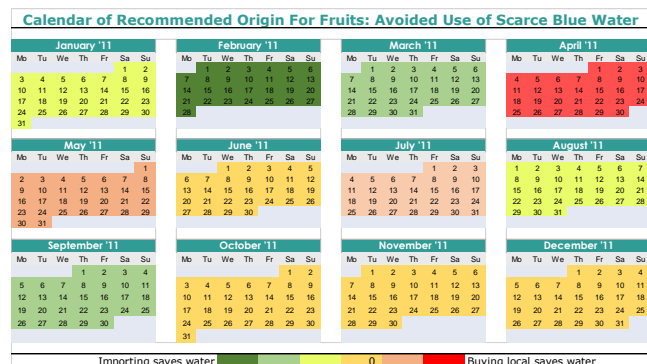 Calendar of Recommended Origin For Fruits: Avoided Use of Scarce Blue Water
January '11
Mo Tu We Th Fr Sa Su
1 2
3 4 5 6 7 8 9
10 11 12 13 14 15 16
17 18 19 20 21 22 23
24 25 26 27 28 29 30
31
February '11
Mo Tu We Th Fr Sa Su
1 2 3 4 5 6
7 8 9 10 11 12 13
14 15 16 17 18 19 20
21 22 23 24 25 26 27
28
March '11
Mo Tu We Th Fr Sa Su
1 2 3 4 5 6
7 8 9 10 11 12 13
14 15 16 17 18 19 20
21 22 23 24 25 26 27
28 29 30 31
April '11
Mo Tu We Th Fr Sa Su
1 2 3
4 5 6 7 8 9 10
11 12 13 14 15 16 17
18 19 20 21 22 23 24
25 26 27 28 29 30
May '11
Mo Tu We Th Fr Sa Su
1
2 3 4 5 6 7 8
9 10 11 12 13 14 15
16 17 18 19 20 21 22
23 24 25 26 27 28 29
30 31
June '11
Mo Tu We Th Fr Sa Su
1 2 3 4 5
6 7 8 9 10 11 12
13 14 15 16 17 18 19
20 21 22 23 24 25 26
27 28 29 30
July '11
Mo Tu We Th Fr Sa Su
1 2 3
4 5 6 7 8 9 10
11 12 13 14 15 16 17
18 19 20 21 22 23 24
25 26 27 28 29 30 31
August '11
Mo Tu We Th Fr Sa Su
1 2 3 4 5 6 7
8 9 10 11 12 13 14
15 16 17 18 19 20 21
22 23 24 25 26 27 28
29 30 31
September '11
Mo Tu We Th Fr Sa Su
1 2 3 4
5 6 7 8 9 10 11
12 13 14 15 16 17 18
19 20 21 22 23 24 25
26 27 28 29 30
October '11
Mo Tu We Th Fr Sa Su
1 2
3 4 5 6 7 8 9
10 11 12 13 14 15 16
17 18 19 20 21 22 23
24 25 26 27 28 29 30
31
November '11
Mo Tu We Th Fr Sa Su
1 2 3 4 5 6
7 8 9 10 11 12 13
14 15 16 17 18 19 20
21 22 23 24 25 26 27
28 29 30
December '11
Mo Tu We Th Fr Sa Su
1 2 3 4
5 6 7 8 9 10 11
12 13 14 15 16 17 18
19 20 21 22 23 24 25
26 27 28 29 30 31
Importing saves water 0 Buying local saves water